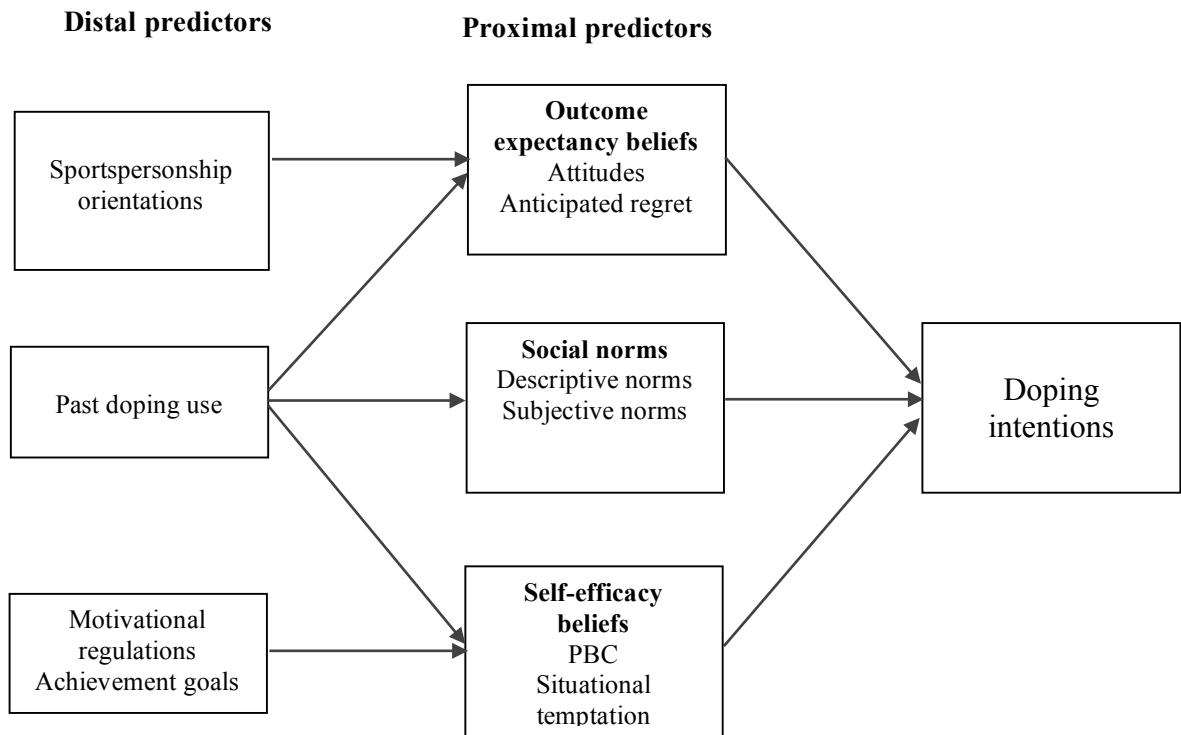 Distal predictors
Proximal predictors
Sportspersonship
orientations
Outcome
expectancy beliefs
Attitudes
Anticipated regret
Past doping use
Social norms
Descriptive norms
Subjective norms
Doping
intentions
Motivational
regulations
Achievement goals
Self-efficacy
beliefs
PBC
Situational
temptation